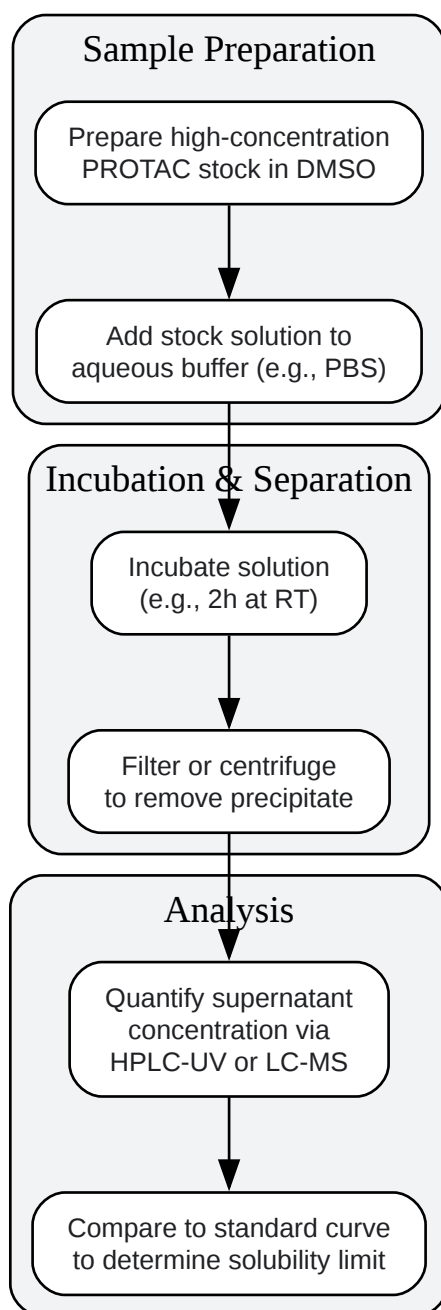 Sample Preparation
Prepare high-concentration
PROTAC stock in DMSO
Add stock solution to
aqueous buffer (e.g., PBS)
Incubation & Separation
Incubate solution
(e.g., 2h at RT)
Filter or centrifuge
to remove precipitate
Analysis
Quantify supernatant
concentration via
HPLC-UV or LC-MS
Compare to standard curve
to determine solubility limit